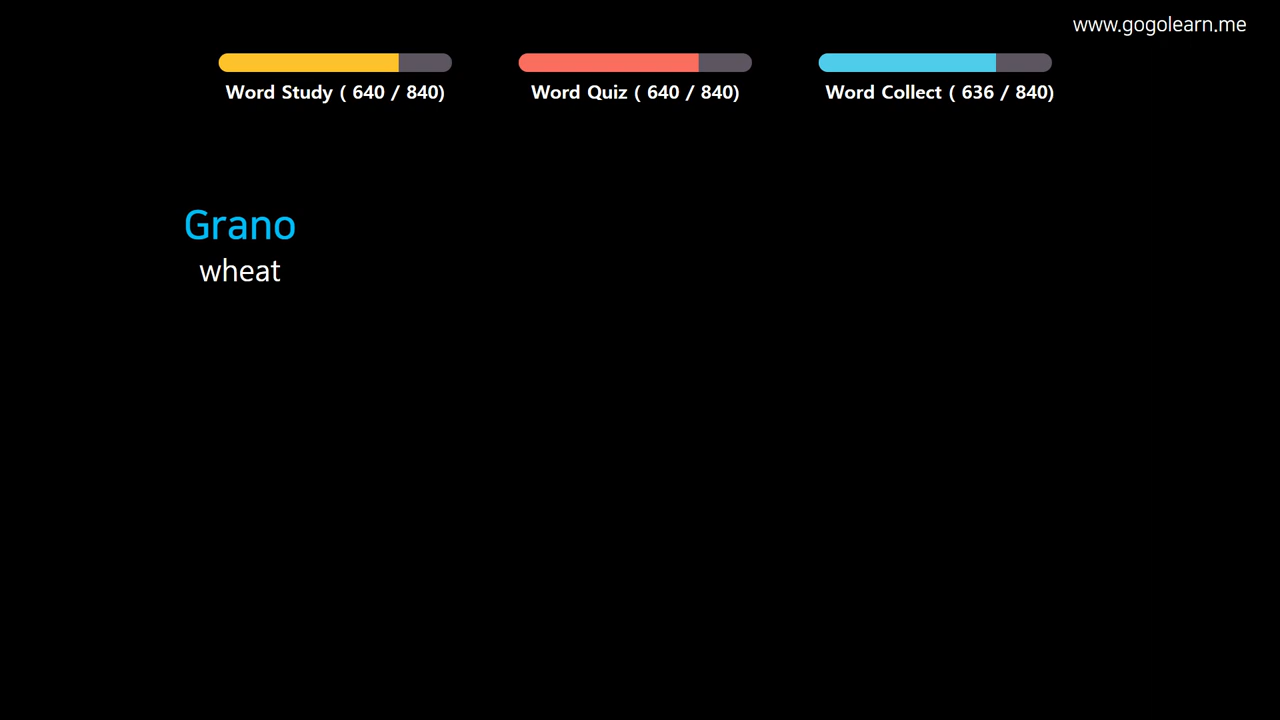 www.gogolearn.me
Word Study ( 640 / 840)
Word Quiz ( 640 / 840)
Word Collect ( 636 / 840)
Grano
wheat